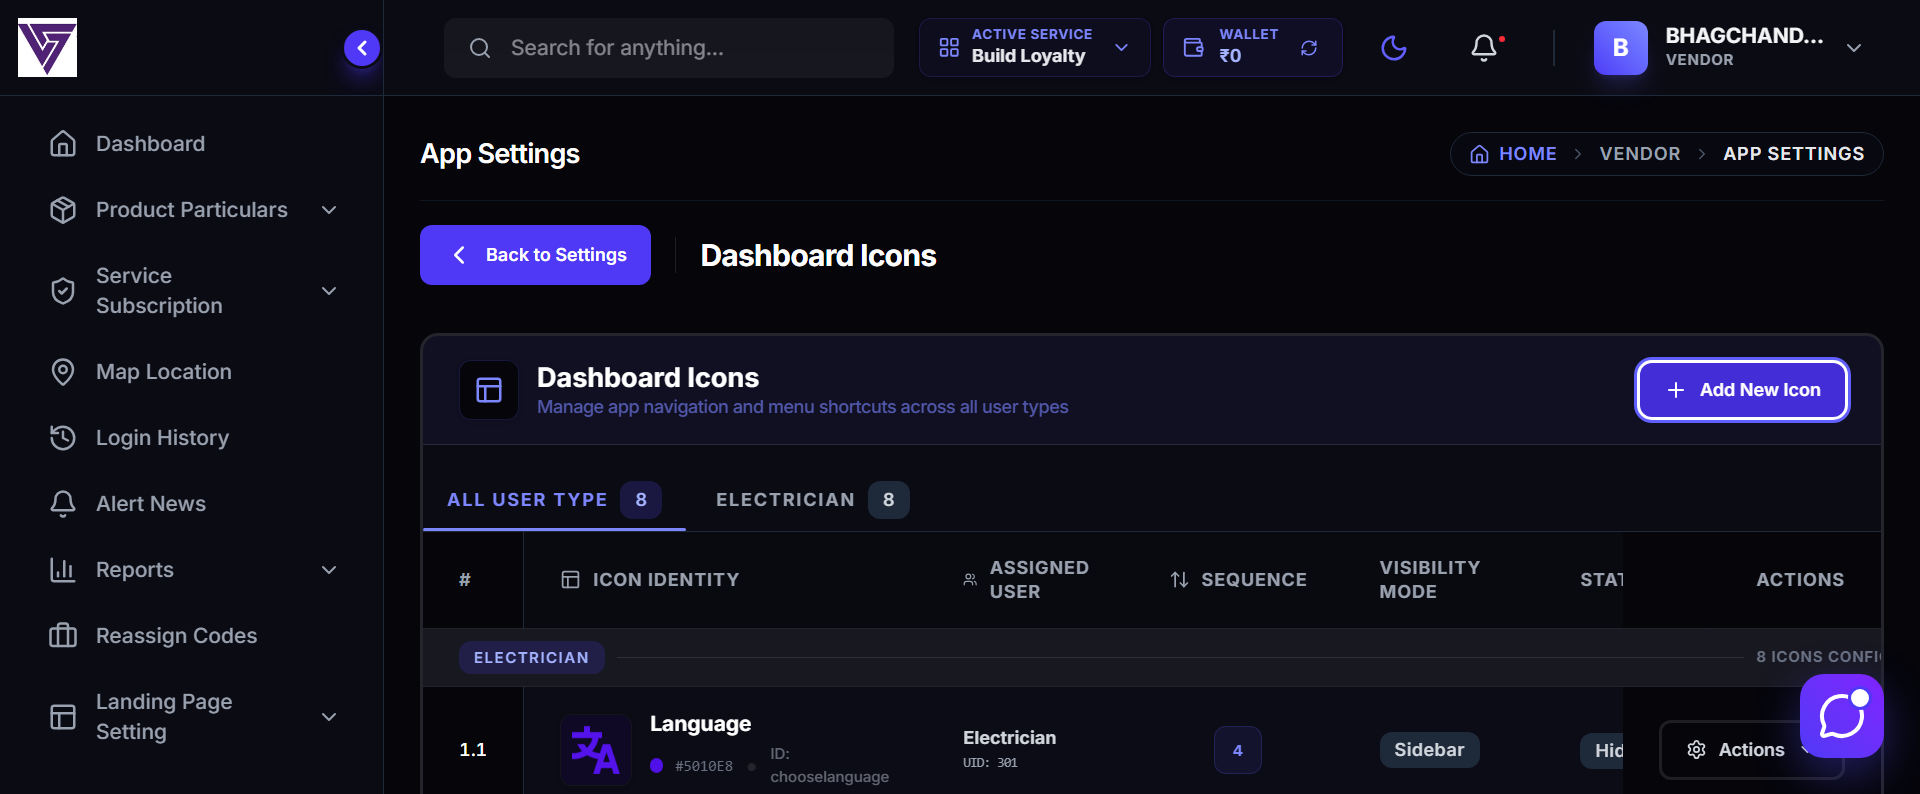 Search for anything...
ACTIVE SERVICE
Build Loyalty
WALLET
₹0
B
BHAGCHAND...
VENDOR
Dashboard
Product Particulars
Service
Subscription
Map Location
Login History
Alert News
Reports
Reassign Codes
Landing Page
Setting
App Settings
HOME
VENDOR
APP SETTINGS
Back to Settings
Dashboard Icons
Dashboard Icons
Manage app navigation and menu shortcuts across all user types
Add New Icon
ALL USER TYPE 8
ELECTRICIAN 8
#
ICON IDENTITY
ASSIGNED
USER
SEQUENCE
VISIBILITY
MODE
STAT
ACTIONS
ELECTRICIAN
8 ICONS CONFI
1.1
文A
Language
#5010E8
ID:
chooselanguage
Electrician
UID: 301
4
Sidebar
Hid
Actions